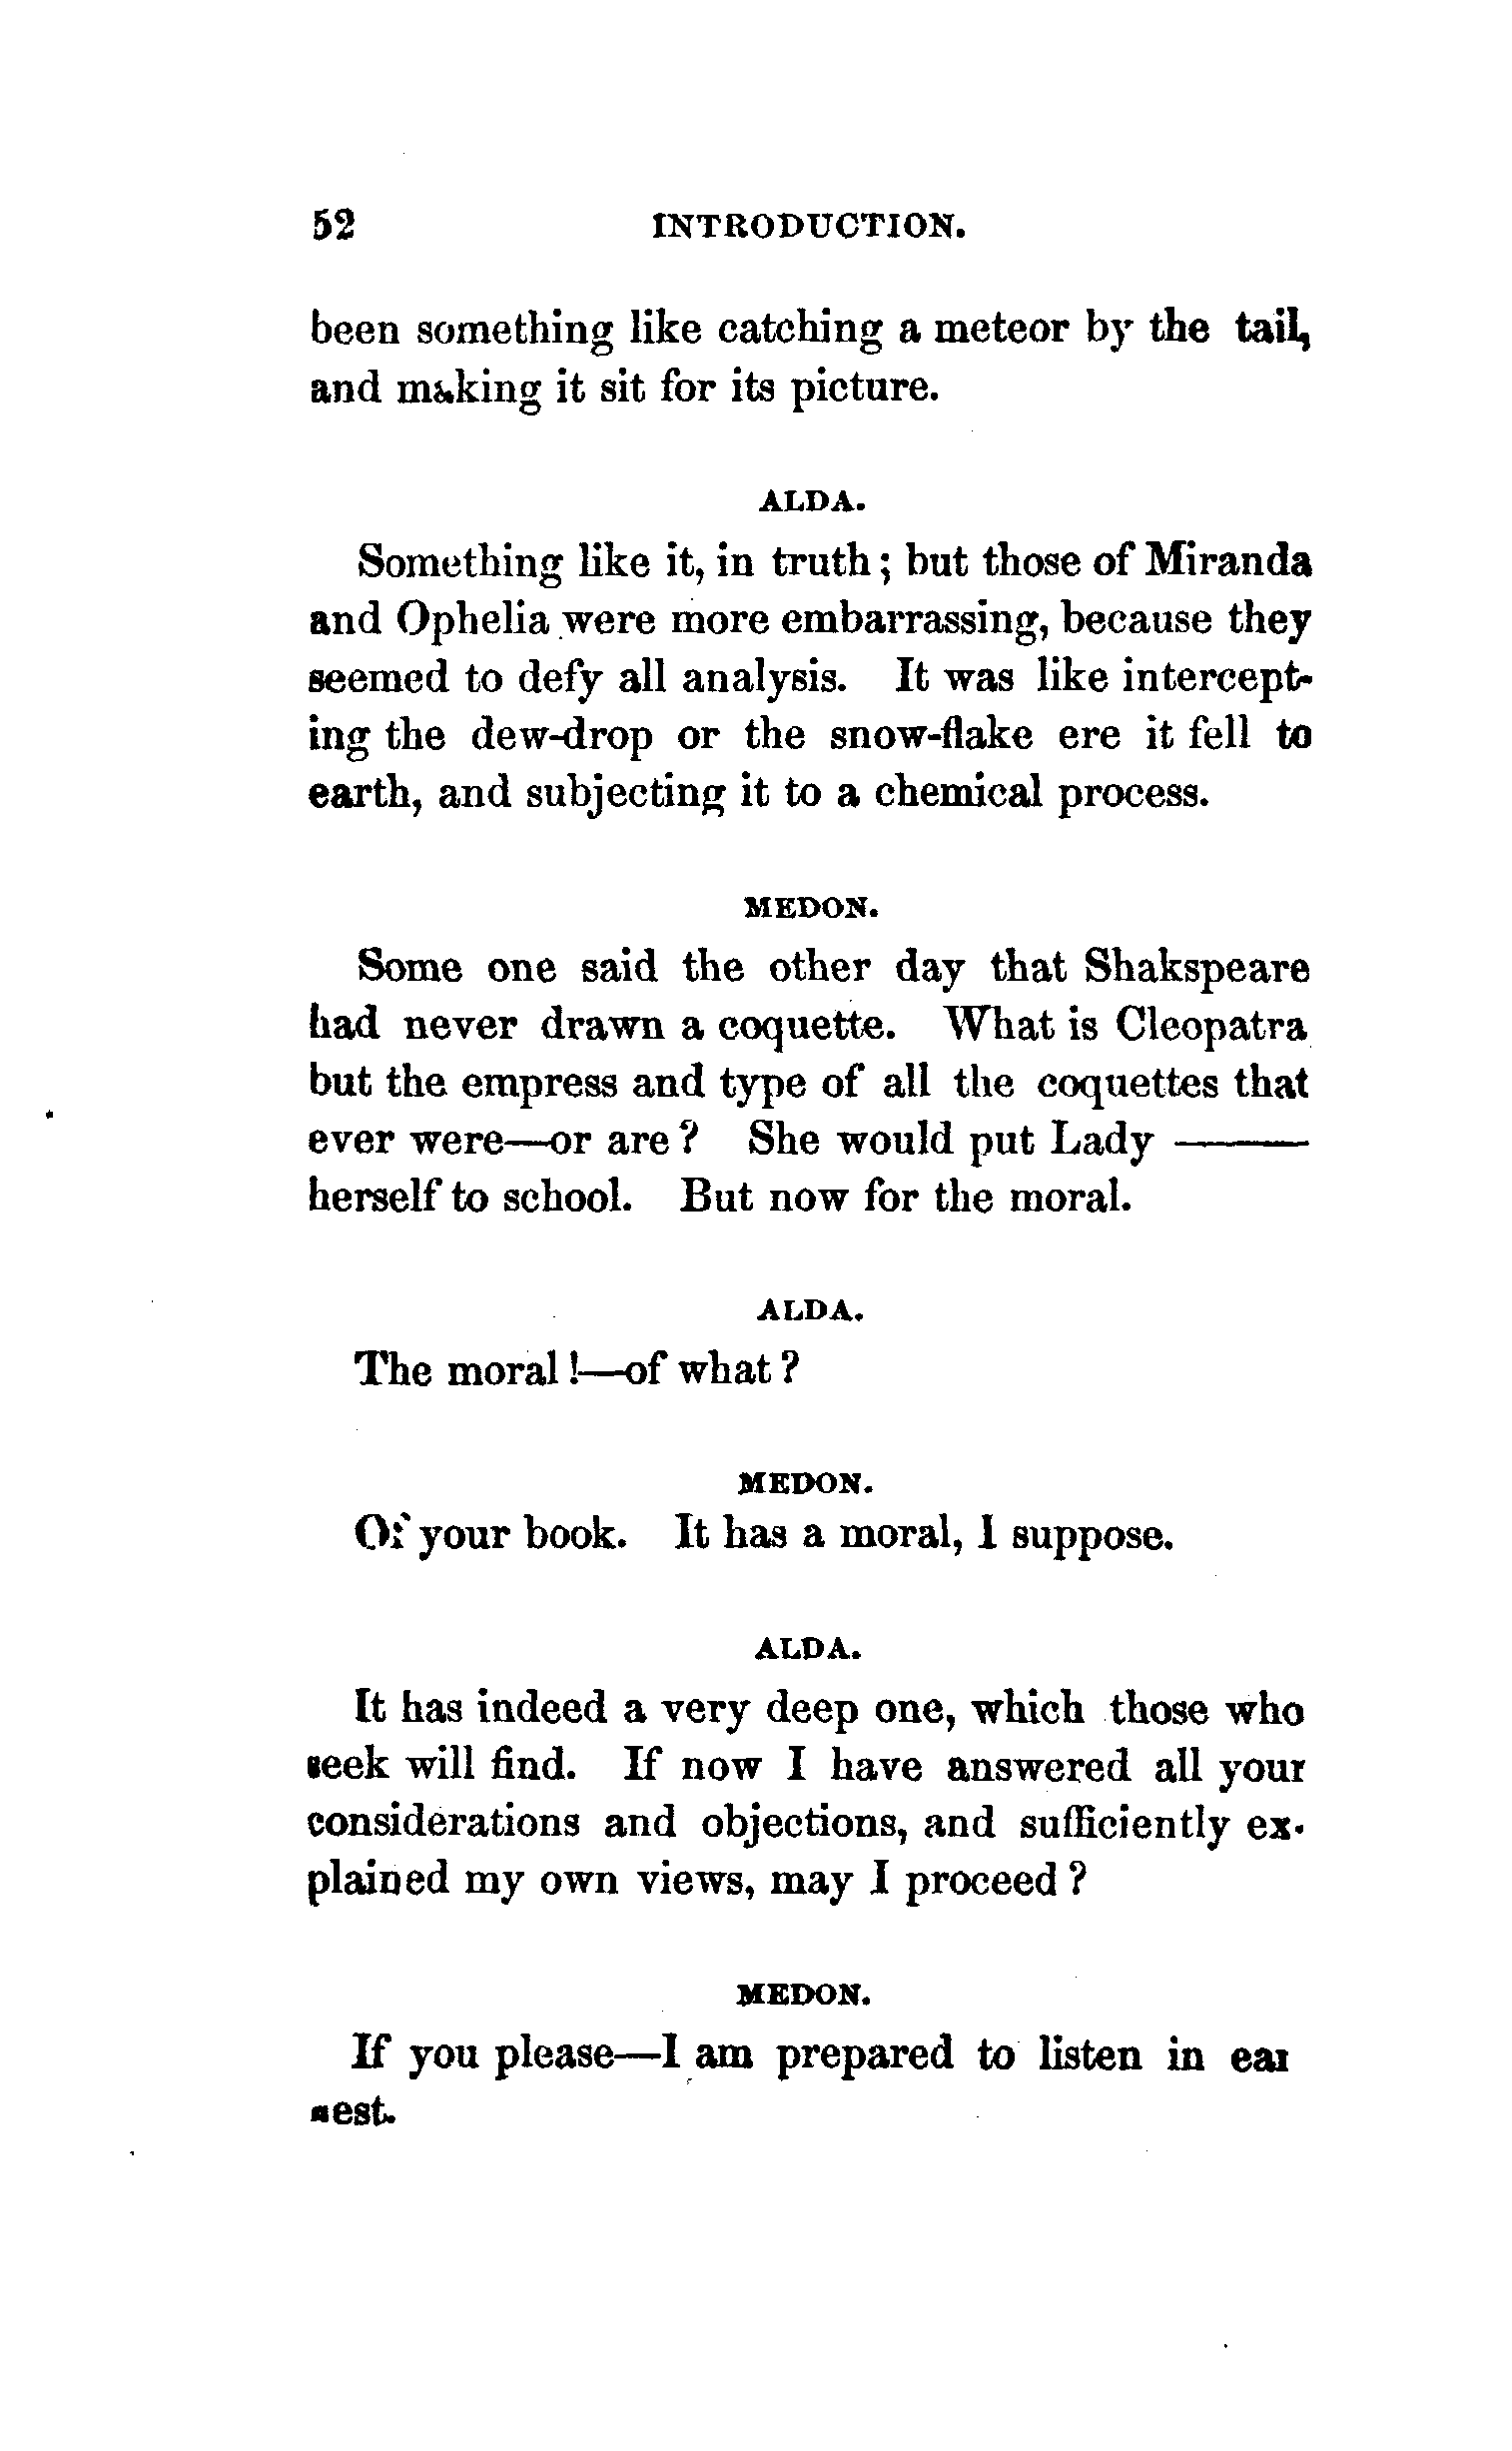 52 INTRODUCTION.
been something like catching a meteor by the tail,
and making it sit for its picture.
ALDA.
Something like it, in truth; but those of Miranda
and Ophelia were more embarrassing, because they
seemed to defy all analysis. It was like intercept-
ing the dew-drop or the snow-flake ere it fell to
earth, and subjecting it to a chemical process.
MEDON.
Some one said the other day that Shakspeare
had never drawn a coquette. What is Cleopatra
but the empress and type of all the coquettes that
ever were—or are? She would put Lady ———
herself to school. But now for the moral.
ALDA.
The moral!—of what?
MEDON.
Of your book. It has a moral, I suppose.
ALDA.
It has indeed a very deep one, which those who
seek will find. If now I have answered all your
considerations and objections, and sufficiently ex-
plained my own views, may I proceed?
MEDON.
If you please—I am prepared to listen in ear
nest.